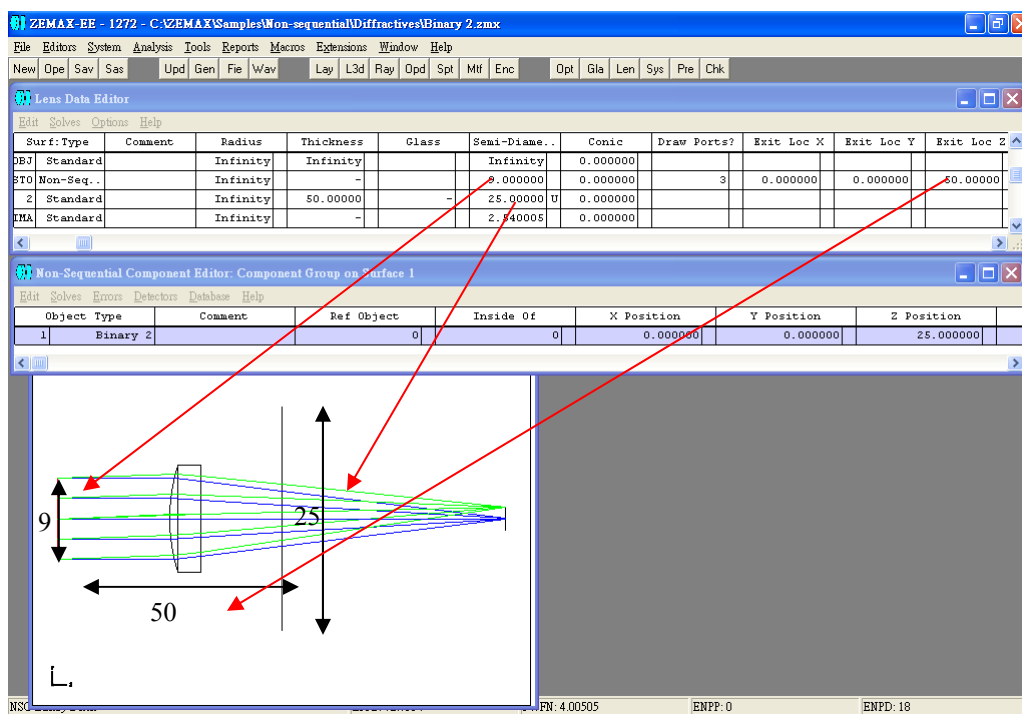 ZEMAX-EE - 1272 - C:\ZEMAX\Samples\Non-sequential\Diffractives\Binary 2.zmx
File Editors System Analysis Tools Reports Macros Extensions Window Help
New Ope Sav Sas Upd Gen Fie Wav Lay L3d Ray Opd Spt Mtf Enc Opt Gla Len Sys Pre Chk
Lens Data Editor
Edit Solves Options Help
Surf:Type Comment Radius Thickness Glass Semi-Diame.. Conic Draw Ports? Exit Loc X Exit Loc Y Exit Loc Z
OBJ Standard Infinity Infinity Infinity 0.000000
STO Non-Seq.. Infinity - 9.000000 0.000000 3 0.000000 0.000000 50.00000
2 Standard Infinity 50.00000 - 25.00000 U 0.000000
IMA Standard Infinity - 2.540005 0.000000
Non-Sequential Component Editor: Component Group on Surface 1
Edit Solves Errors Detectors Database Help
Object Type Comment Ref Object Inside Of X Position Y Position Z Position
1 Binary 2 0 0 0.000000 0.000000 25.000000
9
25
50
4.00505 ENPP: 0 ENPD: 18